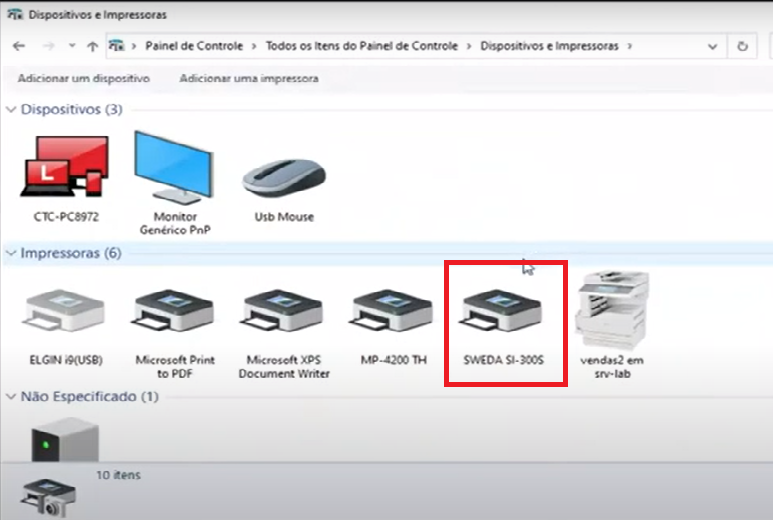 Dispositivos e Impressoras
Painel de Controle > Todos os Itens do Painel de Controle > Dispositivos e Impressoras >
Adicionar um dispositivo Adicionar uma impressora
Dispositivos (3)
L
CTC-PC8972
Monitor
Genérico PnP
Usb Mouse
Impressoras (6)
ELGIN i9(USB)
Microsoft Print
to PDF
Microsoft XPS
Document Writer
MP-4200 TH
SWEDA SI-300S
vendas2 em
srv-lab
Não Especificado (1)
10 itens